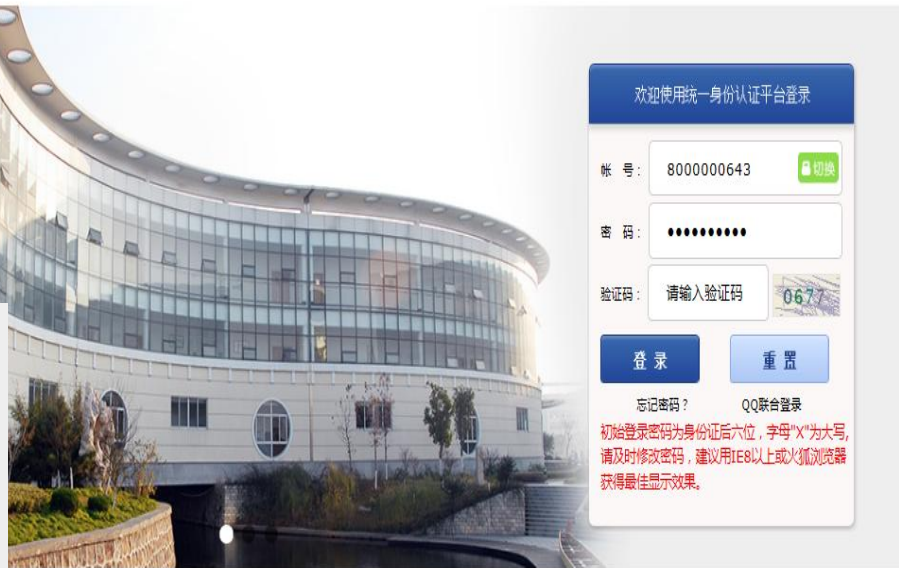 欢迎使用统一身份认证平台登录
帐 号： 8000000643 切换
密 码： ••••••••••
验证码： 请输入验证码 0677
登 录 重 置
忘记密码？ QQ联合登录
初始登录密码为身份证后六位，字母"X"为大写，
请及时修改密码，建议用IE8以上或火狐浏览器
获得最佳显示效果。